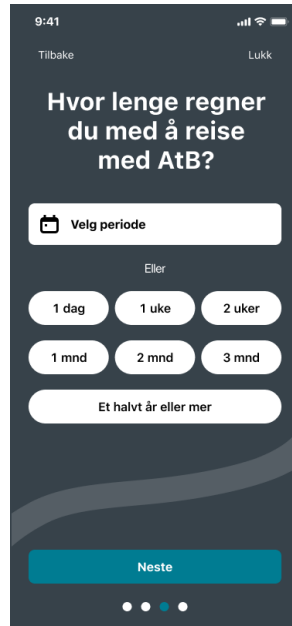 9:41
Tilbake
Lukk
Hvor lenge regner
du med å reise
med AtB?
Velg periode
Eller
1 dag
1 uke
2 uker
1 mnd
2 mnd
3 mnd
Et halvt år eller mer
Neste